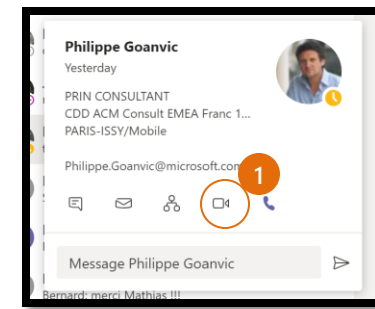 Philippe Goanvic
Yesterday
PRIN CONSULTANT
CDD ACM Consult EMEA Franc 1...
PARIS-ISSY/Mobile
Philippe.Goanvic@microsoft.com
1
Message Philippe Goanvic
Bernard: merci Mathias !!!